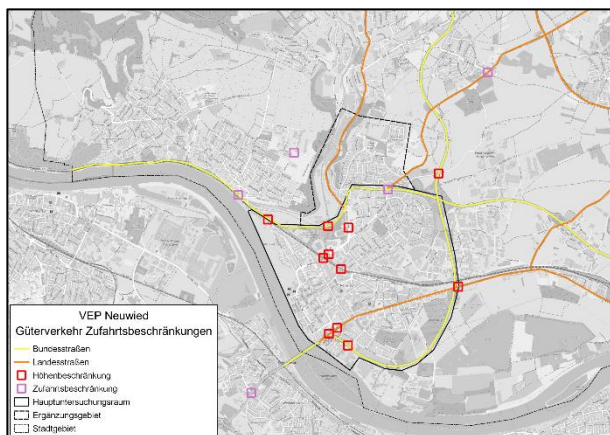 VEP Neuwied
Güterverkehr Zufahrtsbeschränkungen
Bundesstraßen
Landesstraßen
Höhenbeschränkung
Zufahrtsbeschränkung
Hauptuntersuchungsraum
Ergänzungsgebiet
Stadtgebiet